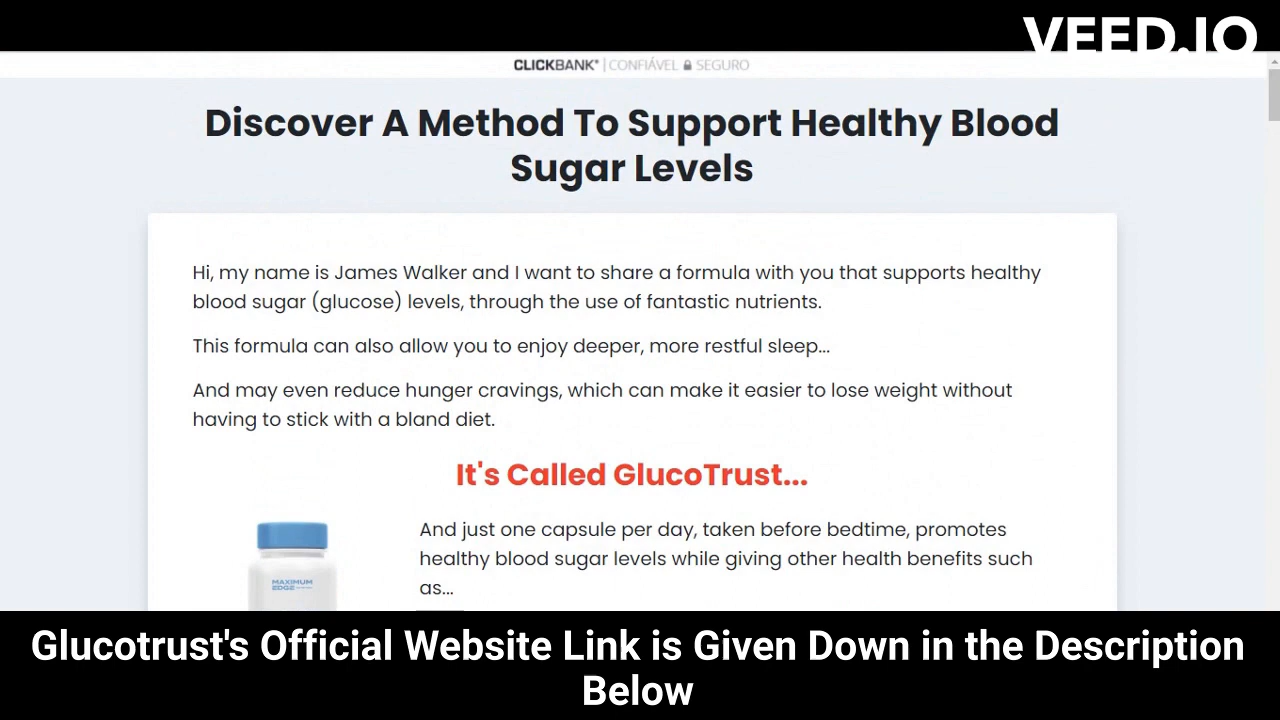 VEED.IO
CLICKBANK® | CONFIÁVEL SEGURO
Discover A Method To Support Healthy Blood
Sugar Levels
Hi, my name is James Walker and I want to share a formula with you that supports healthy
blood sugar (glucose) levels, through the use of fantastic nutrients.
This formula can also allow you to enjoy deeper, more restful sleep...
And may even reduce hunger cravings, which can make it easier to lose weight without
having to stick with a bland diet.
It's Called GlucoTrust...
And just one capsule per day, taken before bedtime, promotes
healthy blood sugar levels while giving other health benefits such
as...
MAXIMUM
EDGE
Glucotrust's Official Website Link is Given Down in the Description
Below